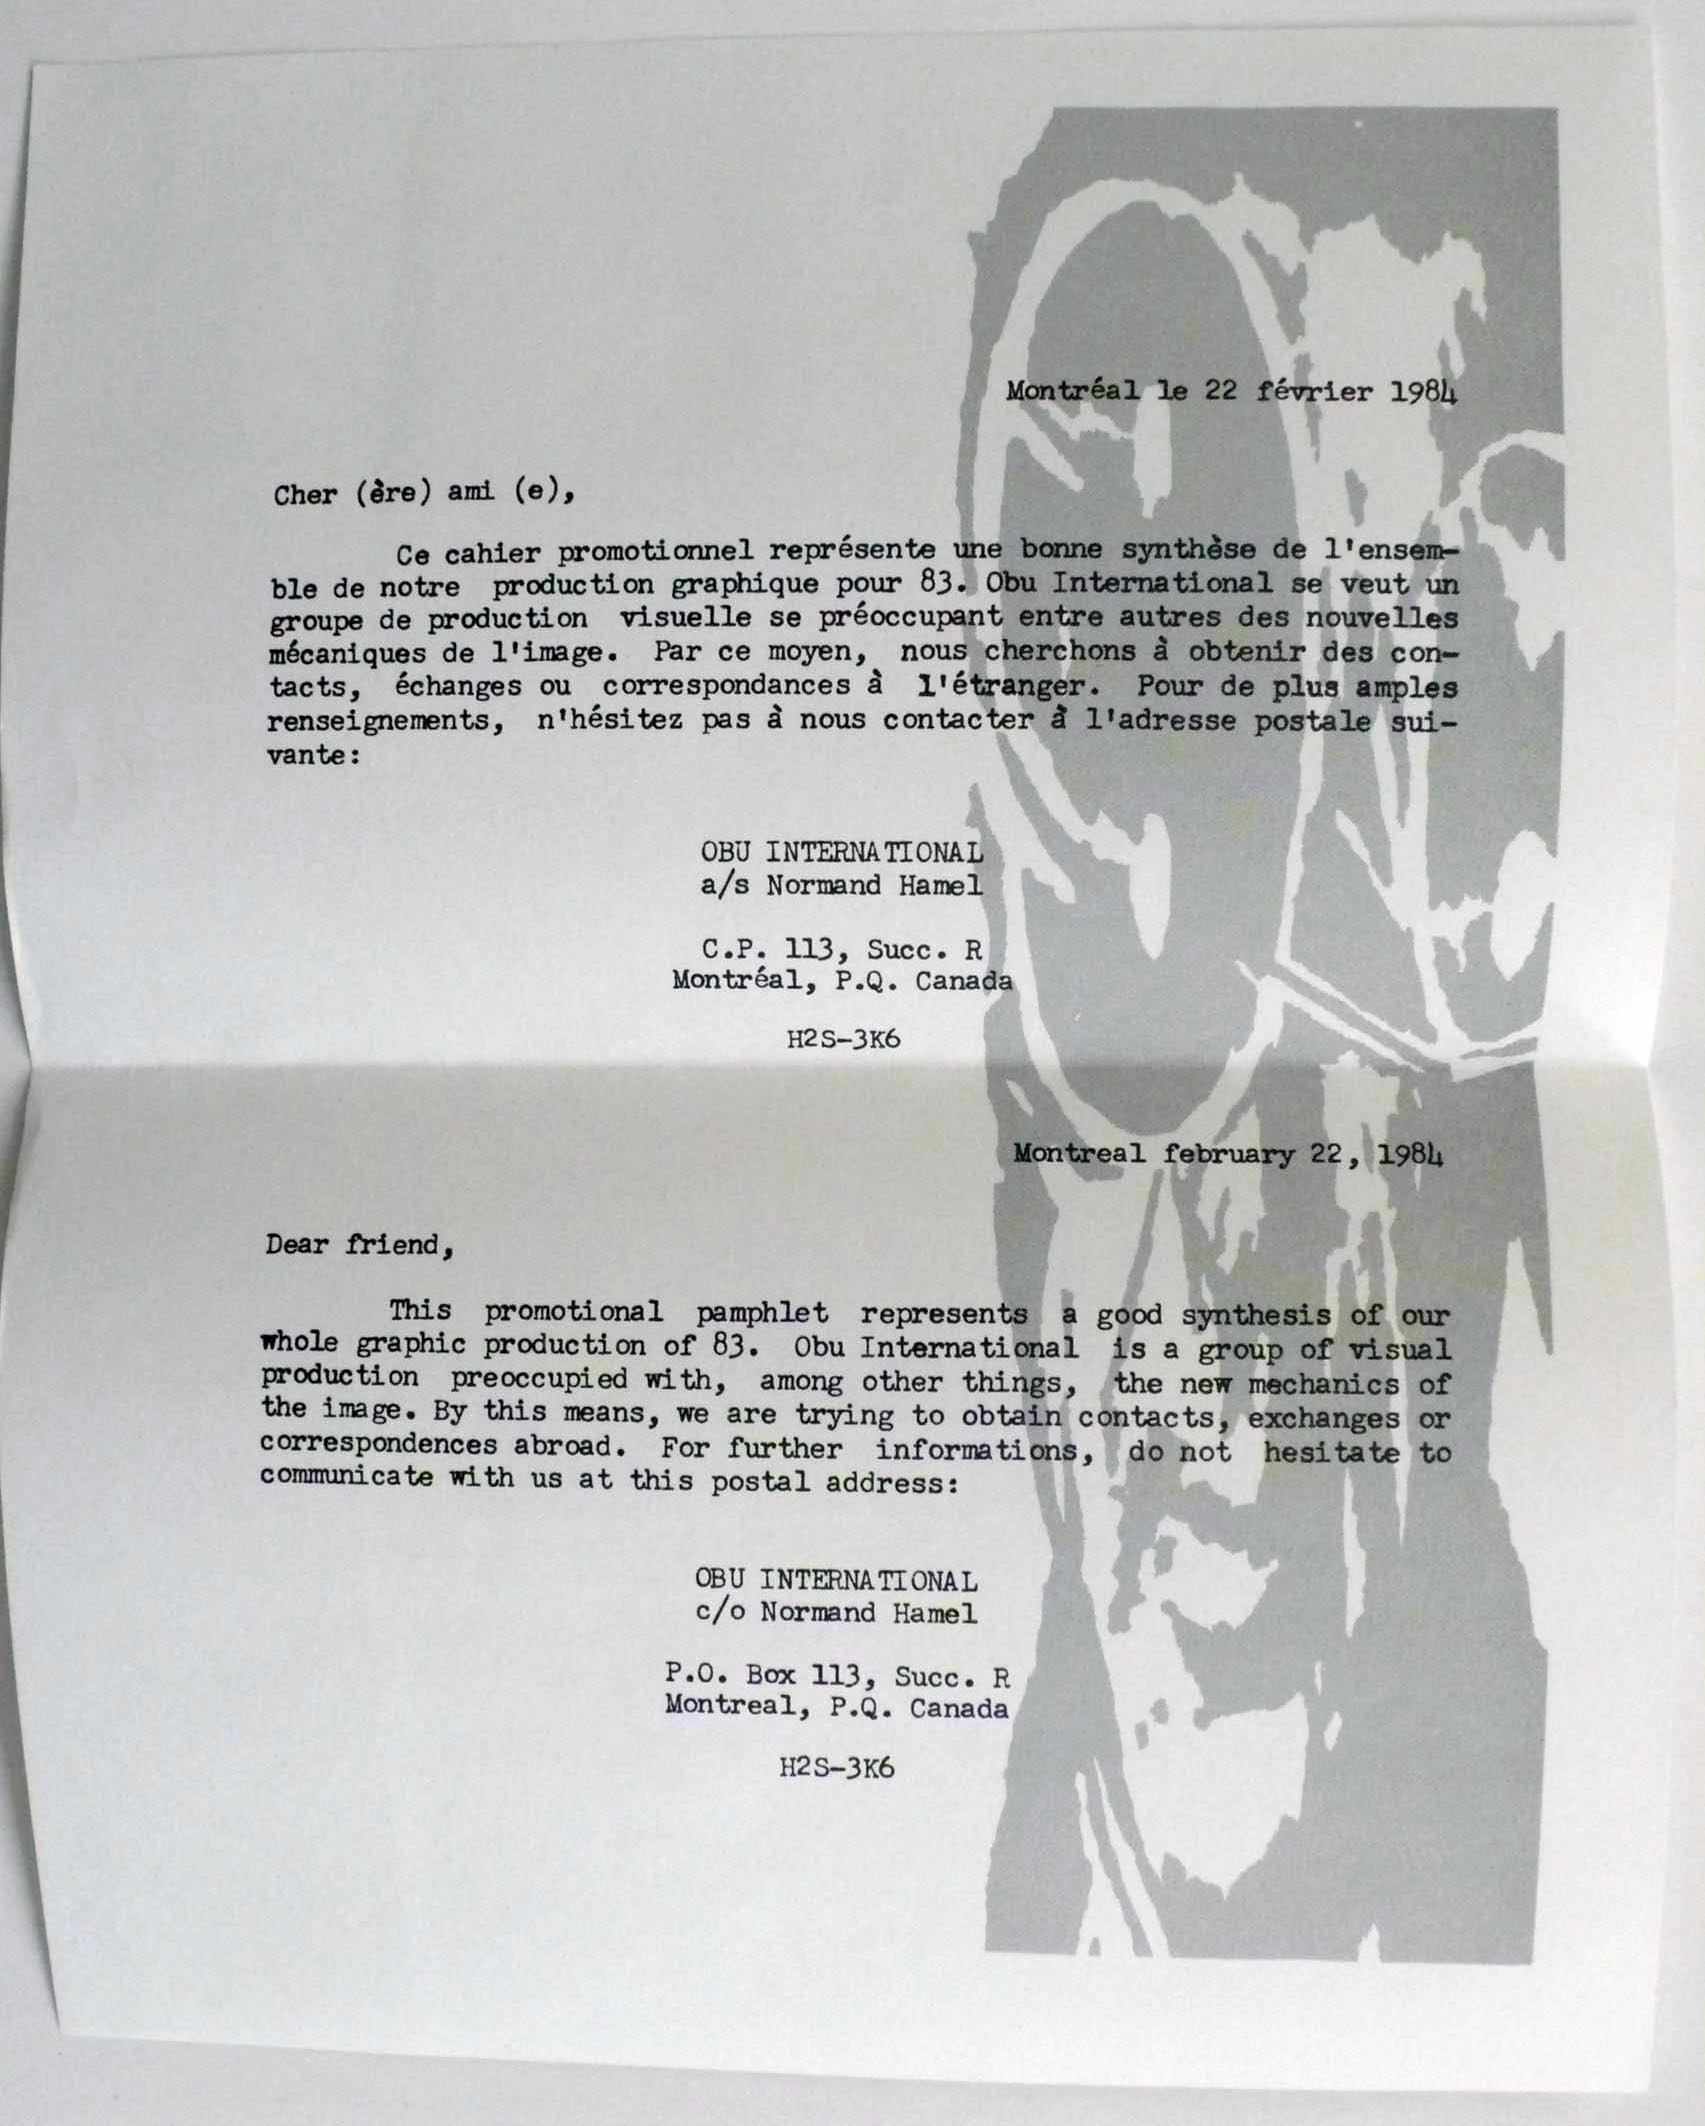 Montréal le 22 février 1984
Cher (ère) ami (e),
Ce cahier promotionnel représente une bonne synthèse de l'ensem-
ble de notre production graphique pour 83. Obu International se veut un
groupe de production visuelle se préoccupant entre autres des nouvelles
mécaniques de l'image. Par ce moyen, nous cherchons à obtenir des con-
tacts, échanges ou correspondances à l'étranger. Pour de plus amples
renseignements, n'hésitez pas à nous contacter à l'adresse postale sui-
vante:
OBU INTERNATIONAL
a/s Normand Hamel
C.P. 113, Succ. R
Montréal, P.Q. Canada
H2S-3K6
Montreal february 22, 1984
Dear friend,
This promotional pamphlet represents a good synthesis of our
whole graphic production of 83. Obu International is a group of visual
production preoccupied with, among other things, the new mechanics of
the image. By this means, we are trying to obtain contacts, exchanges or
correspondences abroad. For further informations, do not hesitate to
communicate with us at this postal address:
OBU INTERNATIONAL
c/o Normand Hamel
P.O. Box 113, Succ. R
Montreal, P.Q. Canada
H2S-3K6